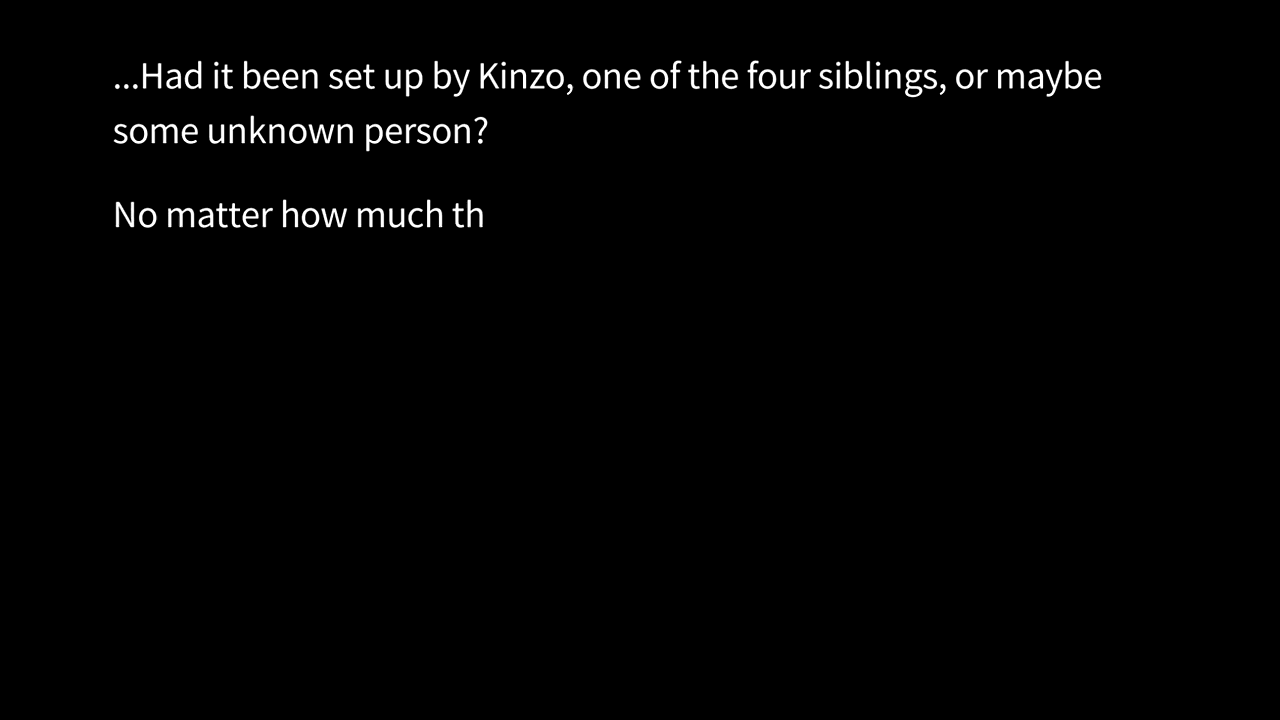 ...Had it been set up by Kinzo, one of the four siblings, or maybe
some unknown person?
No matter how much th